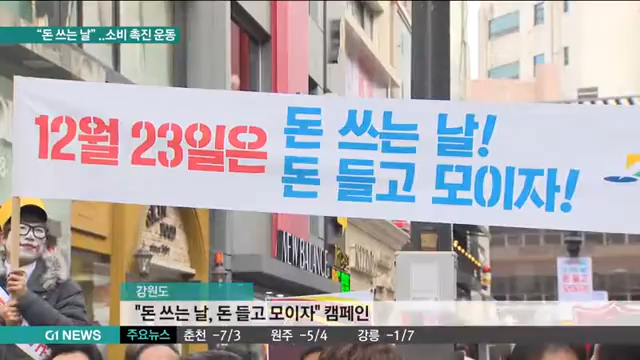 "돈 쓰는 날"..소비 촉진 운동
12월 23일은 돈 쓰는 날!
돈 들고 모이자!
NEW BALANCE
강원도
"돈 쓰는 날, 돈 들고 모이자" 캠페인
G1 NEWS 주요뉴스 춘천 -7/3 원주 -5/4 강릉 -1/7